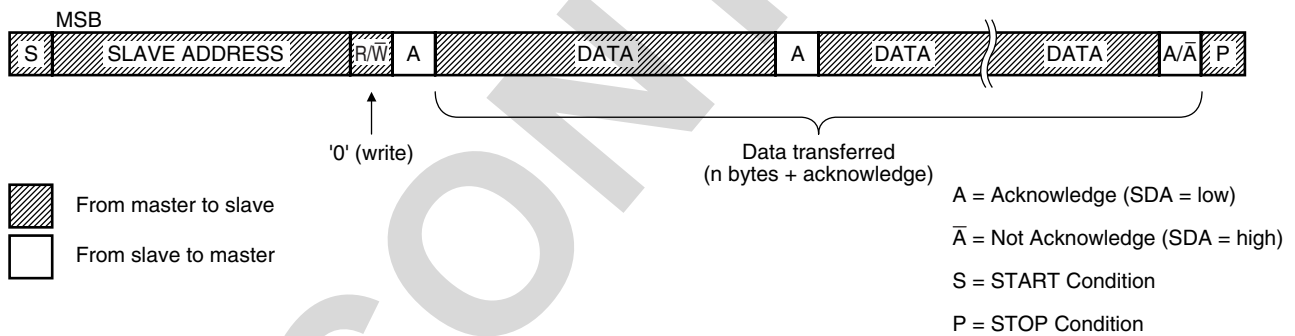 MSB
S SLAVE ADDRESS R/W̅ A DATA A DATA DATA A/A̅ P
'0' (write)
Data transferred
(n bytes + acknowledge)
From master to slave
From slave to master
A = Acknowledge (SDA = low)
A̅ = Not Acknowledge (SDA = high)
S = START Condition
P = STOP Condition